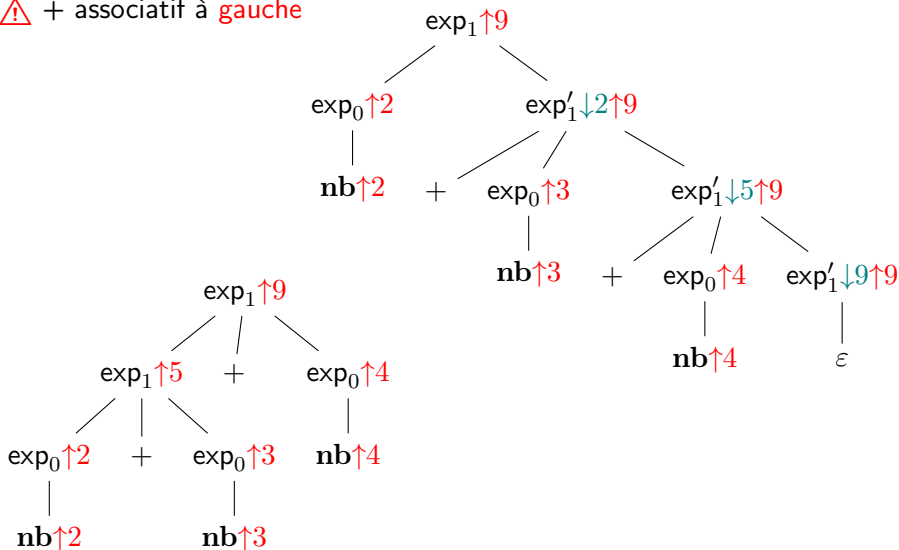 ⚠ + associatif à gauche
exp₁↑9
exp₀↑2 exp′₁↓2↑9
nb↑2 + exp₀↑3 exp′₁↓5↑9
nb↑3 + exp₀↑4 exp′₁↓9↑9
nb↑4 ε
exp₁↑9
exp₁↑5 + exp₀↑4
exp₀↑2 + exp₀↑3 nb↑4
nb↑2 nb↑3